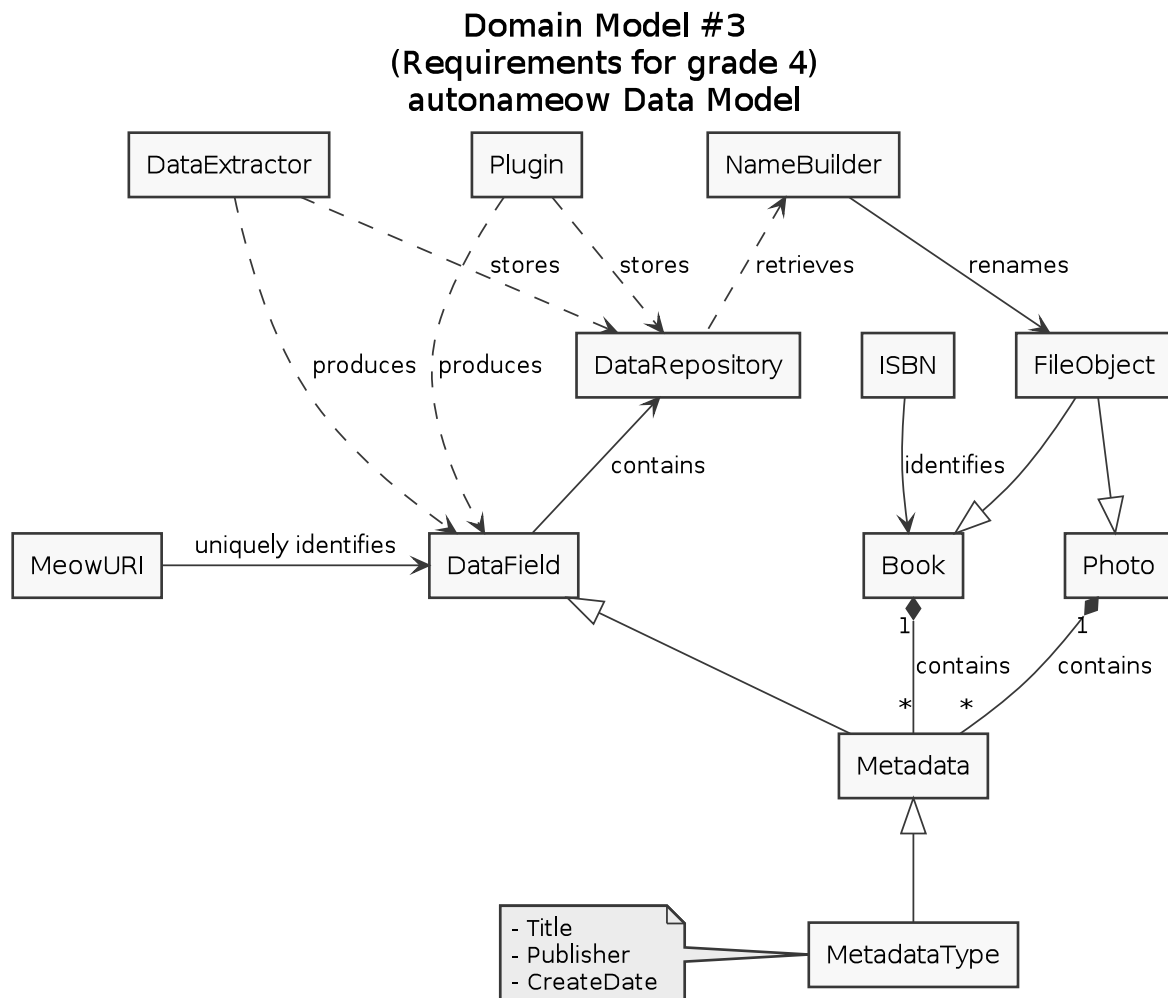 Domain Model #3
(Requirements for grade 4)
autonameow Data Model
DataExtractor
Plugin
NameBuilder
stores
stores
retrieves
renames
produces
produces
DataRepository
ISBN
FileObject
contains
identifies
uniquely identifies
MeowURI
DataField
Book
Photo
1
1
contains
contains
*
*
Metadata
- Title
- Publisher
- CreateDate
MetadataType